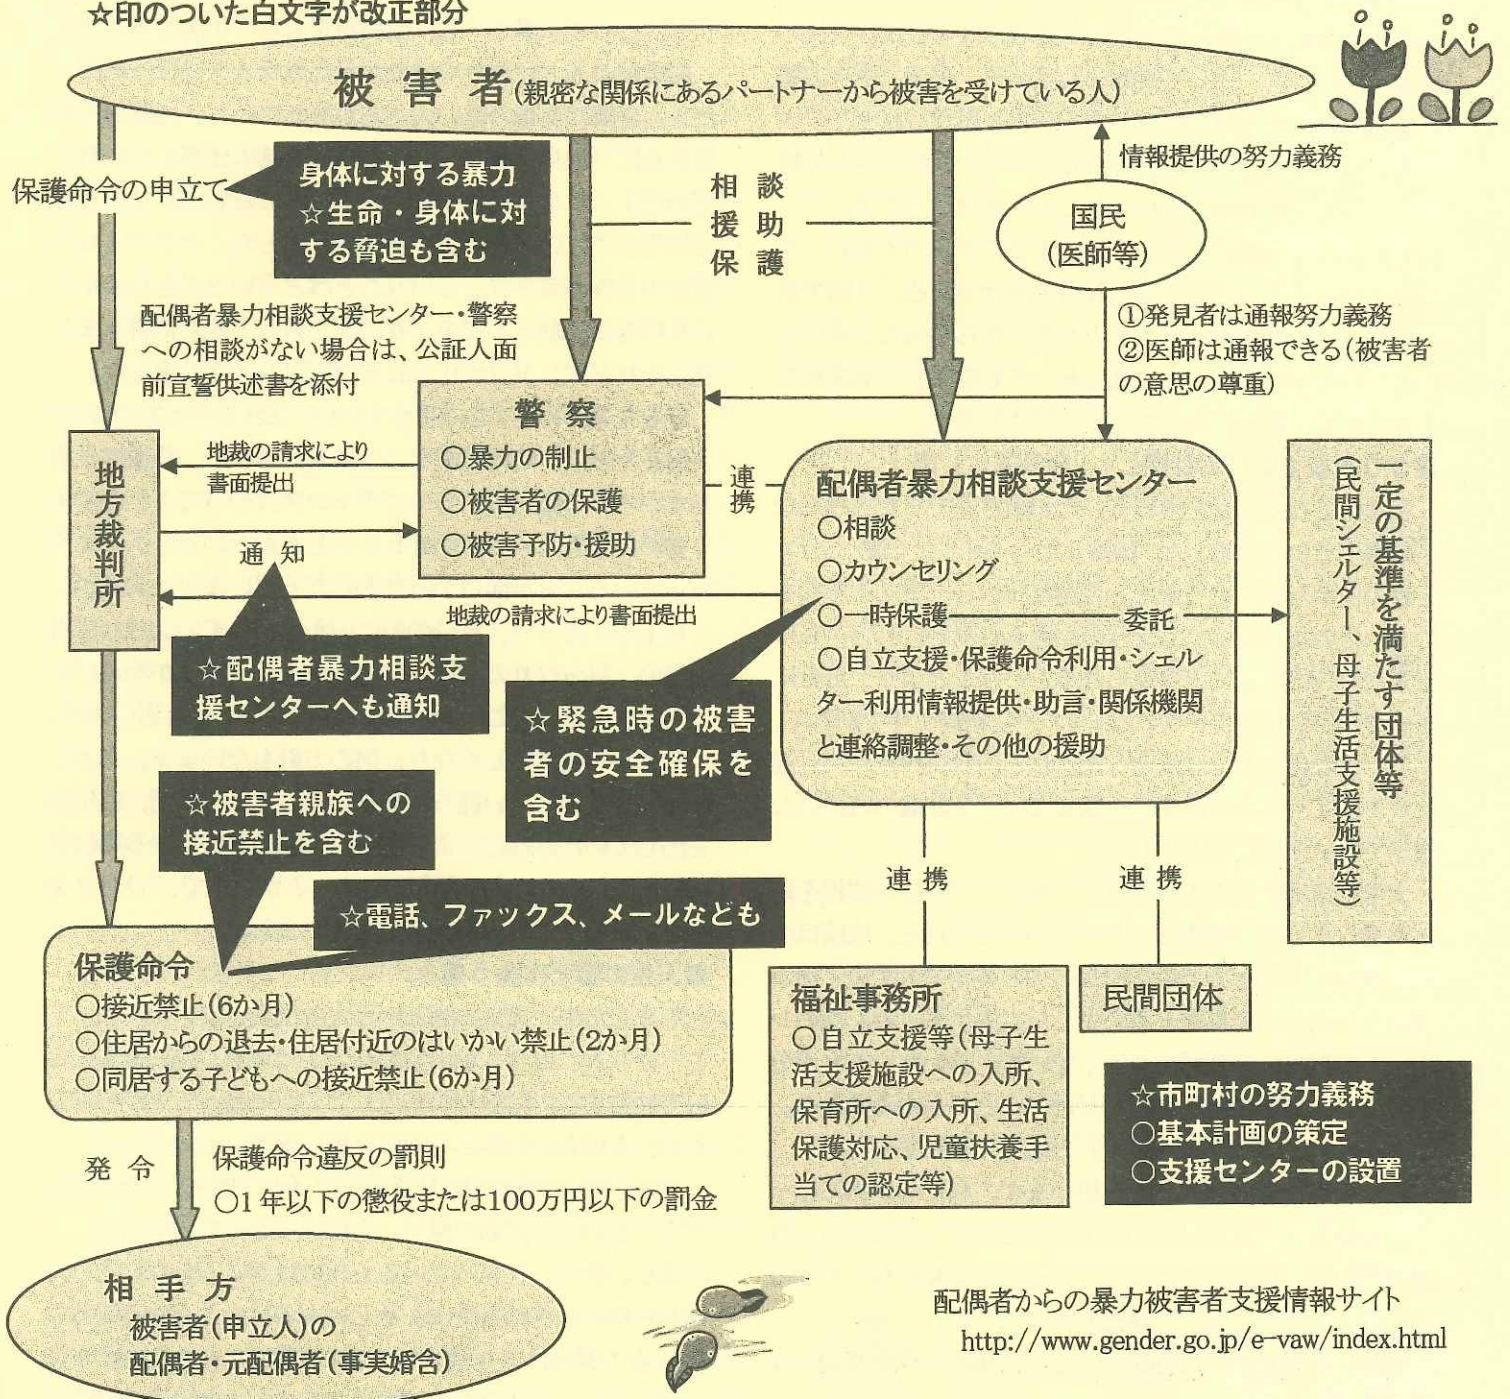 ☆印のついた白文字が改正部分
被害者(親密な関係にあるパートナーから被害を受けている人)
保護命令の申立て
身体に対する暴力
☆生命・身体に対
する脅迫も含む
相談
援助
保護
情報提供の努力義務
国民
(医師等)
①発見者は通報努力義務
②医師は通報できる(被害者
の意思の尊重)
配偶者暴力相談支援センター・警察
への相談がない場合は、公証人面
前宣誓供述書を添付
警察
○暴力の制止
○被害者の保護
○被害予防・援助
地方裁判所
地裁の請求により
書面提出
通知
連携
地裁の請求により書面提出
配偶者暴力相談支援センター
○相談
○カウンセリング
○一時保護
委託
○自立支援・保護命令利用・シェル
ター利用情報提供・助言・関係機関
と連絡調整・その他の援助
一定の基準を満たす団体等
(民間シェルター、母子生活支援施設等)
☆配偶者暴力相談支
援センターへも通知
☆緊急時の被害
者の安全確保を
含む
☆被害者親族への
接近禁止を含む
☆電話、ファックス、メールなども
連携
連携
保護命令
○接近禁止(6か月)
○住居からの退去・住居付近のはいかい禁止(2か月)
○同居する子どもへの接近禁止(6か月)
福祉事務所
○自立支援等(母子生
活支援施設への入所、
保育所への入所、生活
保護対応、児童扶養手
当ての認定等)
民間団体
☆市町村の努力義務
○基本計画の策定
○支援センターの設置
発令
保護命令違反の罰則
○1年以下の懲役または100万円以下の罰金
相手方
被害者(申立人)の
配偶者・元配偶者(事実婚含)
配偶者からの暴力被害者支援情報サイト
http://www.gender.go.jp/e-vaw/index.html